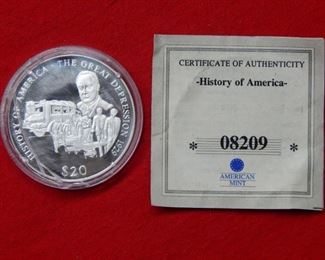 HISTORY OF AMERICA - THE GREAT DEPRESSION 1929
$20
CERTIFICATE OF AUTHENTICITY
-History of America-
* 08209 *
AMERICAN
MINT